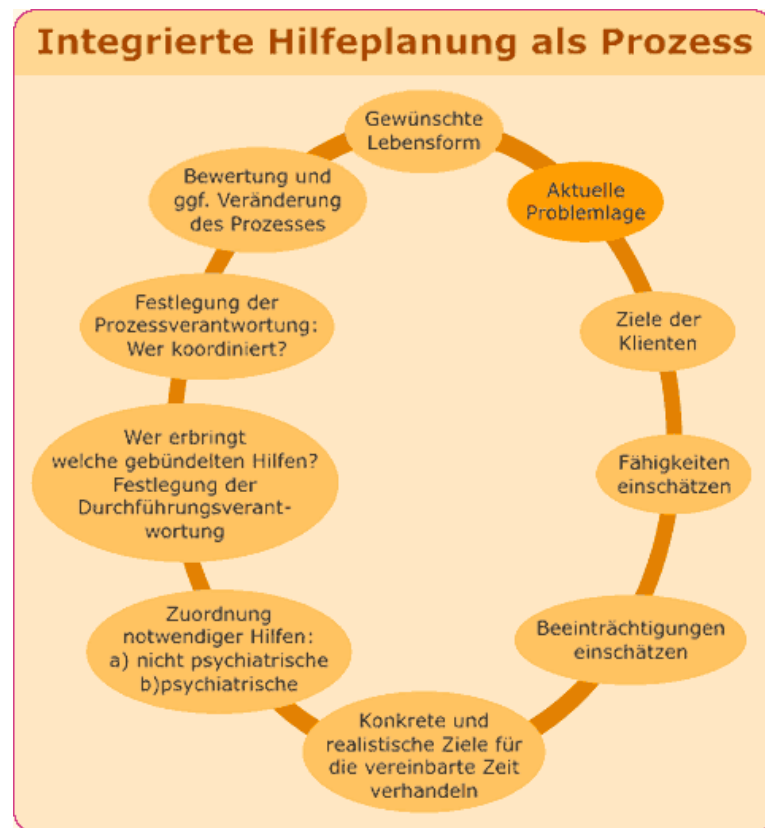 Integrierte Hilfeplanung als Prozess
Gewünschte
Lebensform
Aktuelle
Problemlage
Ziele der
Klienten
Fähigkeiten
einschätzen
Beeinträchtigungen
einschätzen
Konkrete und
realistische Ziele für
die vereinbarte Zeit
verhandeln
Zuordnung
notwendiger Hilfen:
a) nicht psychiatrische
b)psychiatrische
Wer erbringt
welche gebündelten Hilfen?
Festlegung der
Durchführungsverant-
wortung
Festlegung der
Prozessverantwortung:
Wer koordiniert?
Bewertung und
ggf. Veränderung
des Prozesses